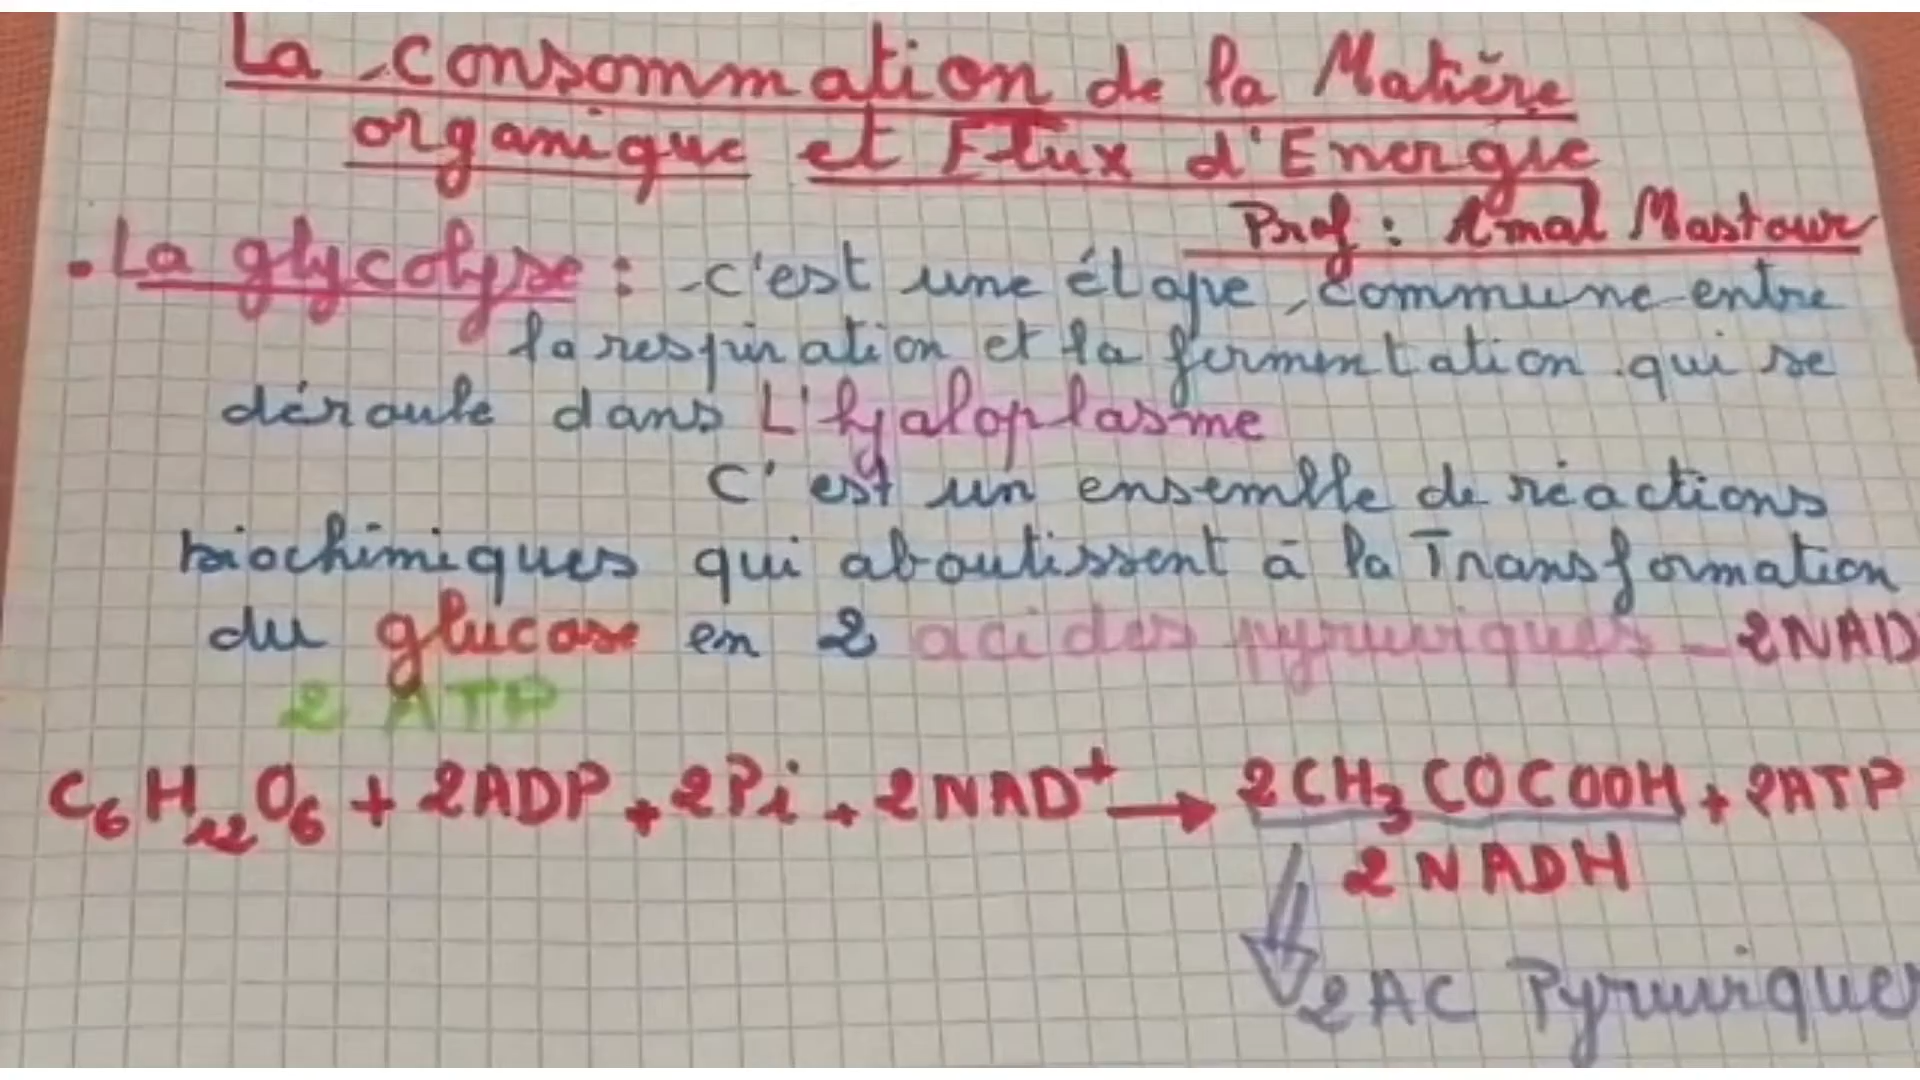 La consommation de la Matière
organique et Flux d'Energie
Prof : Amal Mastour
• La glycolyse : c'est une étape commune entre
la respiration et la fermentation qui se
déroule dans L'hyaloplasme
C'est un ensemble de réactions
biochimiques qui aboutissent à la Transformation
du glucose en 2 acides pyruviques - 2NAD
2 ATP
C₆H₁₂O₆ + 2ADP + 2Pi + 2NAD⁺ → 2CH₃COCOOH + 2ATP
2NADH
2AC Pyruviques